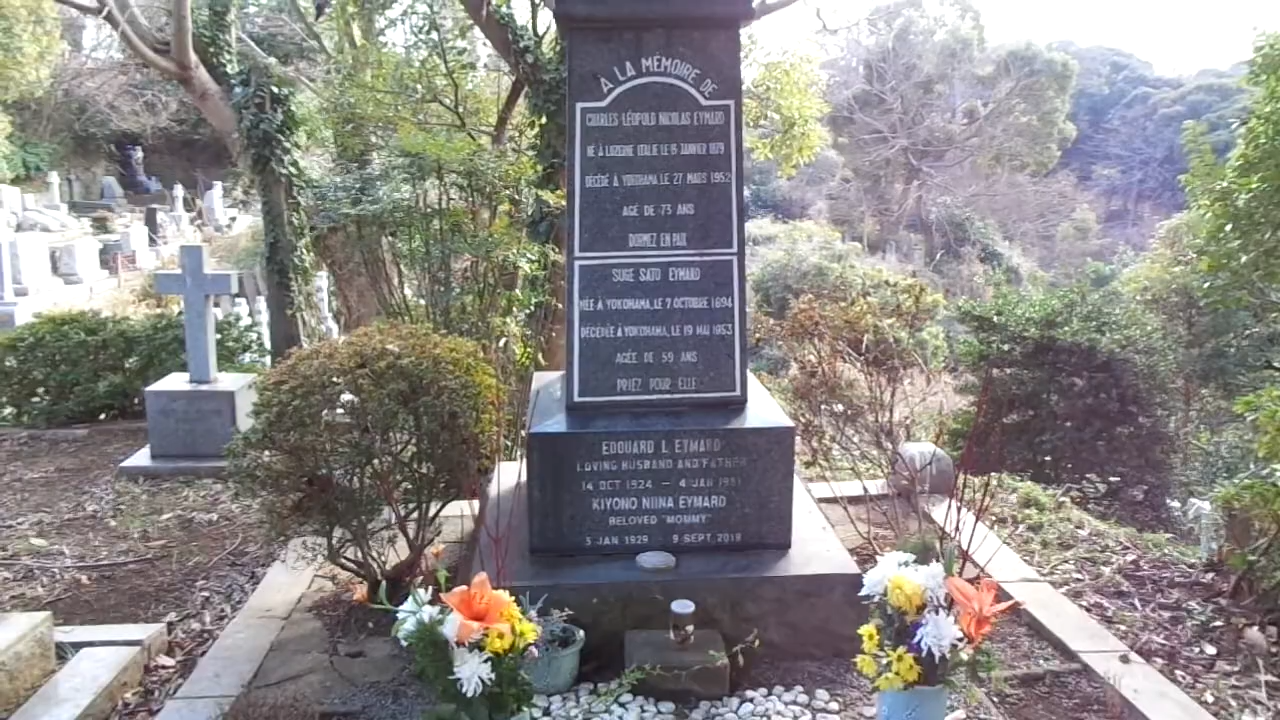 À LA MÉMOIRE DE
CHARLES LÉOPOLD NICOLAS EYMARD
NÉ À LUZERNE ITALIE LE 15 JANVIER 1879
DÉCÉDÉ À YOKOHAMA, LE 27 MARS 1952
AGÉ DE 73 ANS
DORMEZ EN PAIX
SUGE SATO EYMARD
NÉE À YOKOHAMA, LE 7 OCTOBRE 1894
DÉCÉDÉE À YOKOHAMA, LE 19 MAI 1953
AGÉE DE 59 ANS
PRIEZ POUR ELLE
EDOUARD L. EYMARD
LOVING HUSBAND AND FATHER
14 OCT 1924 — 4 JAN 1981
KIYONO NIINA EYMARD
BELOVED "MOMMY"
5 JAN 1929 - 9 SEPT 2018